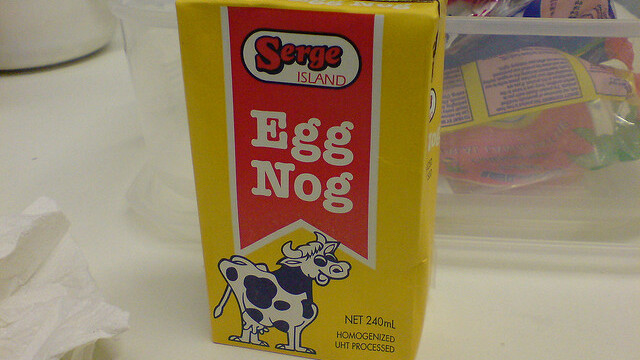 Serge
ISLAND
Egg
Nog
NET 240mL
HOMOGENIZED
UHT PROCESSED